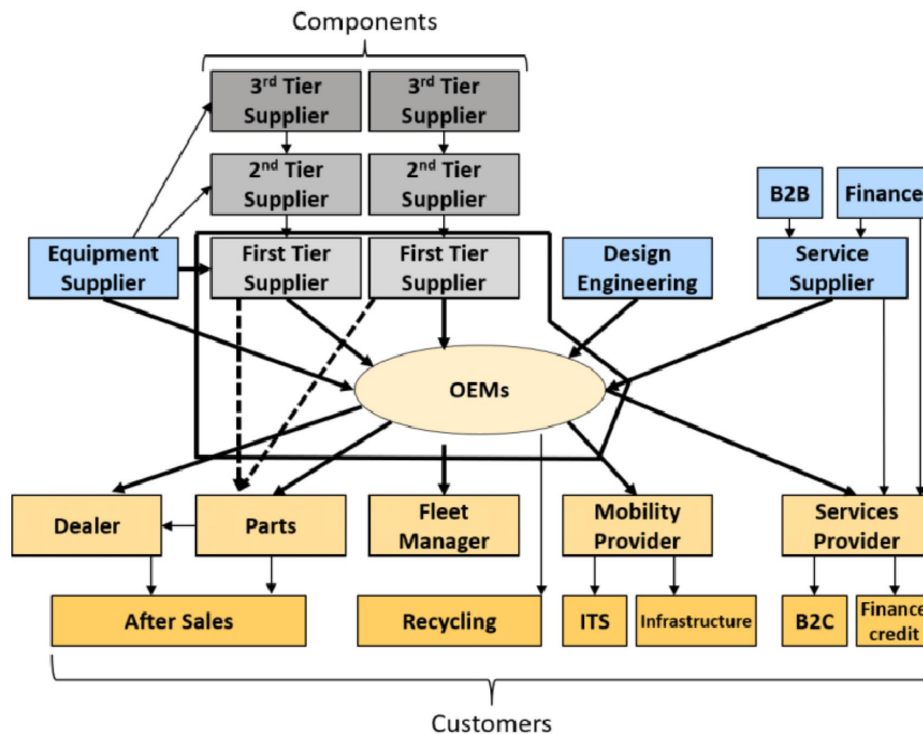 Components
3rd Tier
Supplier
3rd Tier
Supplier
2nd Tier
Supplier
2nd Tier
Supplier
B2B
Finance
Equipment
Supplier
First Tier
Supplier
First Tier
Supplier
Design
Engineering
Service
Supplier
OEMs
Dealer
Parts
Fleet
Manager
Mobility
Provider
Services
Provider
After Sales
Recycling
ITS
Infrastructure
B2C
Finance
credit
Customers